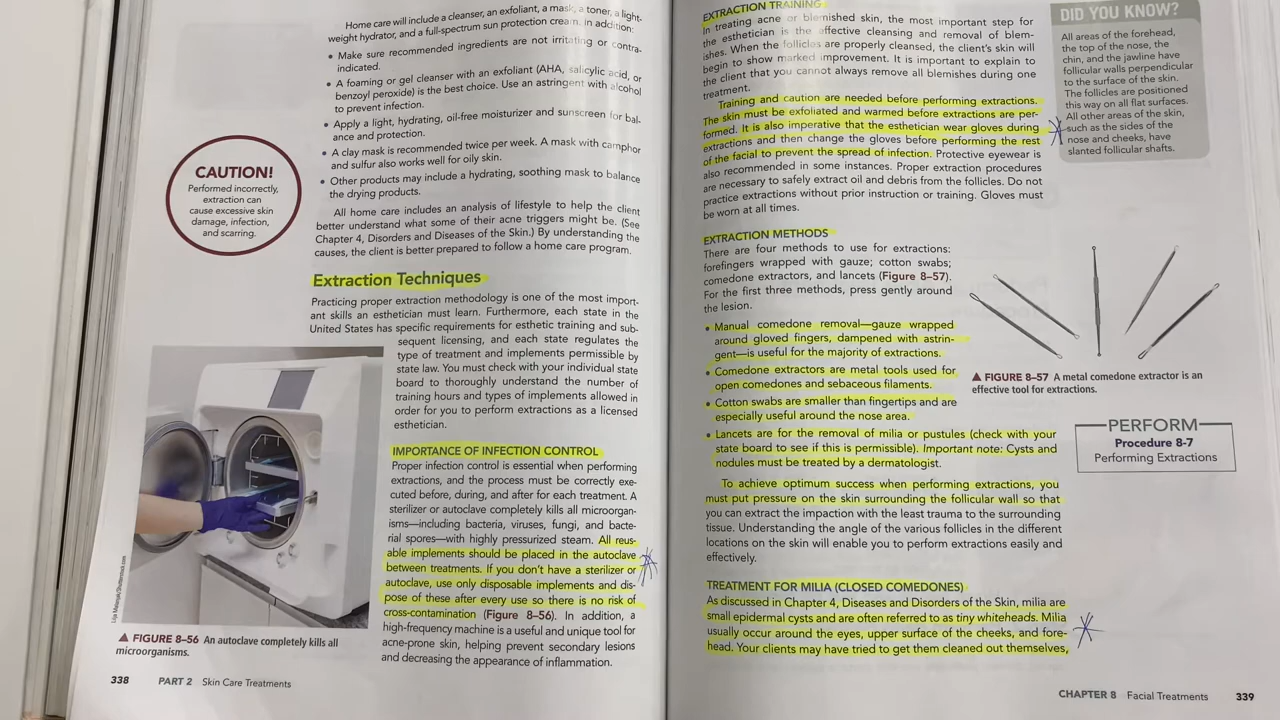 Home care will include a cleanser, an exfoliant, a mask, a toner, a light-
weight hydrator, and a full-spectrum sun protection cream. In addition:
• Make sure recommended ingredients are not irritating or contra-
indicated.
• A foaming or gel cleanser with an exfoliant (AHA, salicylic acid, or
benzoyl peroxide) is the best choice. Use an astringent with alcohol
to prevent infection.
• Apply a light, hydrating, oil-free moisturizer and sunscreen for bal-
ance and protection.
• A clay mask is recommended twice per week. A mask with camphor
and sulfur also works well for oily skin.
• Other products may include a hydrating, soothing mask to balance
the drying products.
All home care includes an analysis of lifestyle to help the client
better understand what some of their acne triggers might be. (See
Chapter 4, Disorders and Diseases of the Skin.) By understanding the
causes, the client is better prepared to follow a home care program.
CAUTION!
Performed incorrectly,
extraction can
cause excessive skin
damage, infection,
and scarring.
Extraction Techniques
Practicing proper extraction methodology is one of the most import-
ant skills an esthetician must learn. Furthermore, each state in the
United States has specific requirements for esthetic training and sub-
sequent licensing, and each state regulates the
type of treatment and implements permissible by
state law. You must check with your individual state
board to thoroughly understand the number of
training hours and types of implements allowed in
order for you to perform extractions as a licensed
esthetician.
IMPORTANCE OF INFECTION CONTROL
Proper infection control is essential when performing
extractions, and the process must be correctly exe-
cuted before, during, and after for each treatment. A
sterilizer or autoclave completely kills all microorgan-
isms—including bacteria, viruses, fungi, and bacte-
rial spores—with highly pressurized steam. All reus-
able implements should be placed in the autoclave
between treatments. If you don't have a sterilizer or
autoclave, use only disposable implements and dis-
pose of these after every use so there is no risk of
cross-contamination (Figure 8–56). In addition, a
high-frequency machine is a useful and unique tool for
acne-prone skin, helping prevent secondary lesions
and decreasing the appearance of inflammation.
▲ FIGURE 8–56 An autoclave completely kills all
microorganisms.
338 PART 2 Skin Care Treatments
EXTRACTION TRAINING
In treating acne or blemished skin, the most important step for
the esthetician is the effective cleansing and removal of blem-
ishes. When the follicles are properly cleansed, the client's skin will
begin to show marked improvement. It is important to explain to
the client that you cannot always remove all blemishes during one
treatment.
Training and caution are needed before performing extractions.
The skin must be exfoliated and warmed before extractions are per-
formed. It is also imperative that the esthetician wear gloves during
extractions and then change the gloves before performing the rest
of the facial to prevent the spread of infection. Protective eyewear is
also recommended in some instances. Proper extraction procedures
are necessary to safely extract oil and debris from the follicles. Do not
practice extractions without prior instruction or training. Gloves must
be worn at all times.
DID YOU KNOW?
All areas of the forehead,
the top of the nose, the
chin, and the jawline have
follicular walls perpendicular
to the surface of the skin.
The follicles are positioned
this way on all flat surfaces.
All other areas of the skin,
such as the sides of the
nose and cheeks, have
slanted follicular shafts.
EXTRACTION METHODS
There are four methods to use for extractions:
forefingers wrapped with gauze; cotton swabs;
comedone extractors, and lancets (Figure 8–57).
For the first three methods, press gently around
the lesion.
• Manual comedone removal—gauze wrapped
around gloved fingers, dampened with astrin-
gent—is useful for the majority of extractions.
• Comedone extractors are metal tools used for
open comedones and sebaceous filaments.
• Cotton swabs are smaller than fingertips and are
especially useful around the nose area.
• Lancets are for the removal of milia or pustules (check with your
state board to see if this is permissible). Important note: Cysts and
nodules must be treated by a dermatologist.
▲ FIGURE 8–57 A metal comedone extractor is an
effective tool for extractions.
PERFORM
Procedure 8-7
Performing Extractions
To achieve optimum success when performing extractions, you
must put pressure on the skin surrounding the follicular wall so that
you can extract the impaction with the least trauma to the surrounding
tissue. Understanding the angle of the various follicles in the different
locations on the skin will enable you to perform extractions easily and
effectively.
TREATMENT FOR MILIA (CLOSED COMEDONES)
As discussed in Chapter 4, Diseases and Disorders of the Skin, milia are
small epidermal cysts and are often referred to as tiny whiteheads. Milia
usually occur around the eyes, upper surface of the cheeks, and fore-
head. Your clients may have tried to get them cleaned out themselves,
CHAPTER 8 Facial Treatments 339